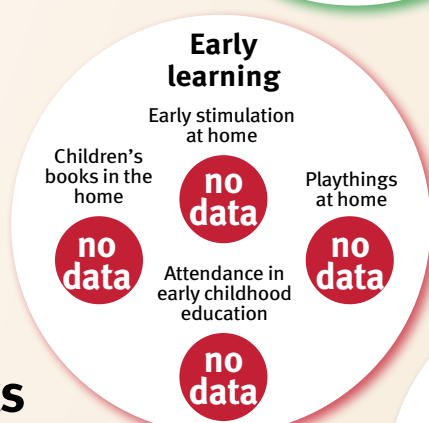 Early
learning
Early stimulation
at home
no
data
Children's
books in the
home
no
data
Playthings
at home
no
data
Attendance in
early childhood
education
no
data